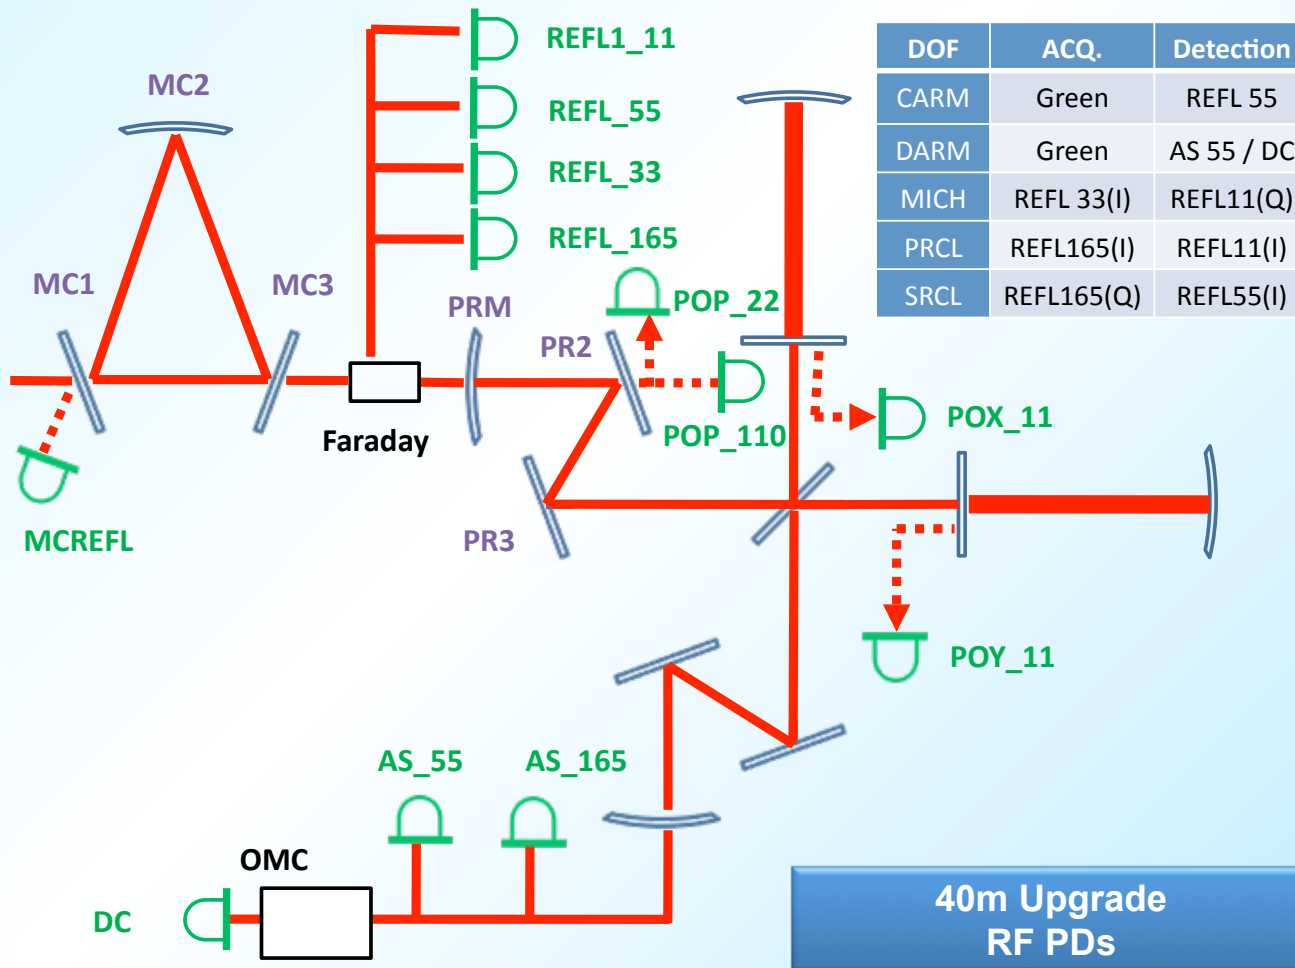 REFL1_11
MC2
REFL_55
REFL_33
REFL_165
MC1
MC3
PRM
POP_22
PR2
Faraday
POP_110
POX_11
PR3
MCREFL
POY_11
AS_55
AS_165
OMC
DC
DOF ACQ. Detection
CARM Green REFL 55
DARM Green AS 55 / DC
MICH REFL 33(I) REFL11(Q)
PRCL REFL165(I) REFL11(I)
SRCL REFL165(Q) REFL55(I)
40m Upgrade
RF PDs